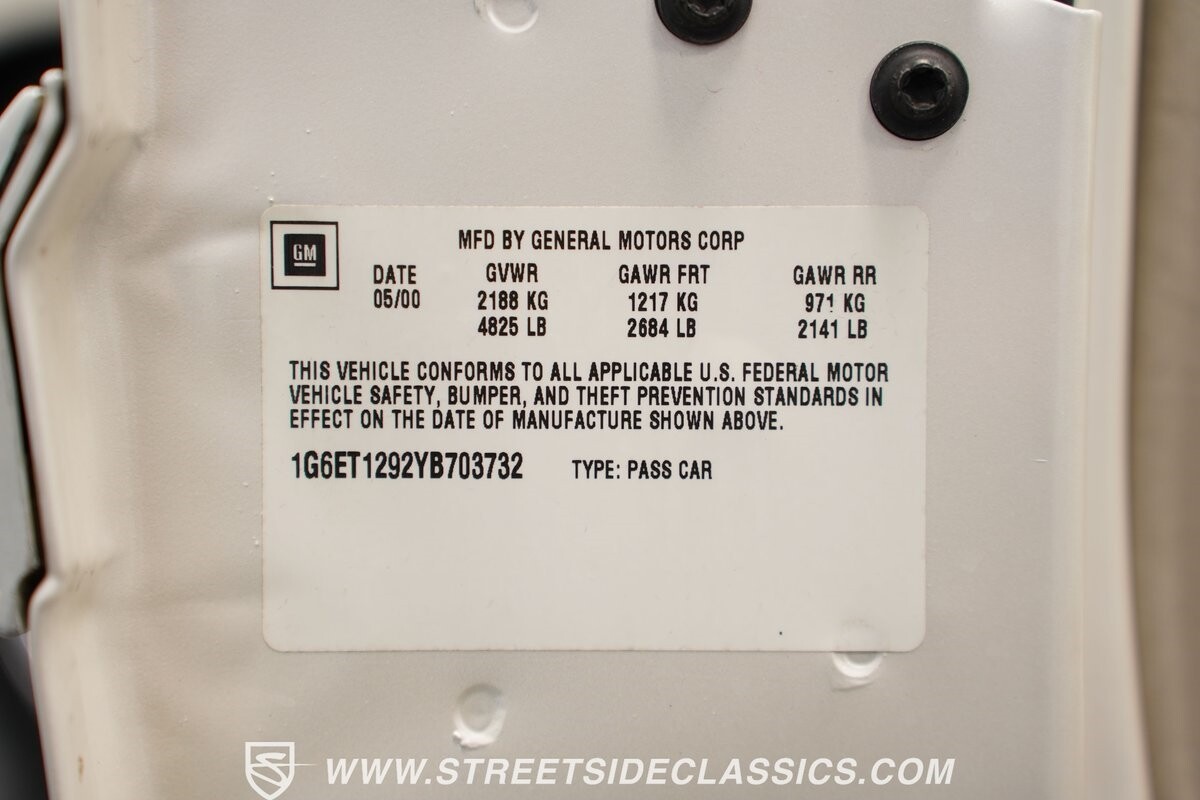 GM
MFD BY GENERAL MOTORS CORP
DATE GVWR GAWR FRT GAWR RR
05/00 2188 KG 1217 KG 971 KG
4825 LB 2684 LB 2141 LB
THIS VEHICLE CONFORMS TO ALL APPLICABLE U.S. FEDERAL MOTOR
VEHICLE SAFETY, BUMPER, AND THEFT PREVENTION STANDARDS IN
EFFECT ON THE DATE OF MANUFACTURE SHOWN ABOVE.
1G6ET1292YB703732 TYPE: PASS CAR
WWW.STREETSIDECLASSICS.COM